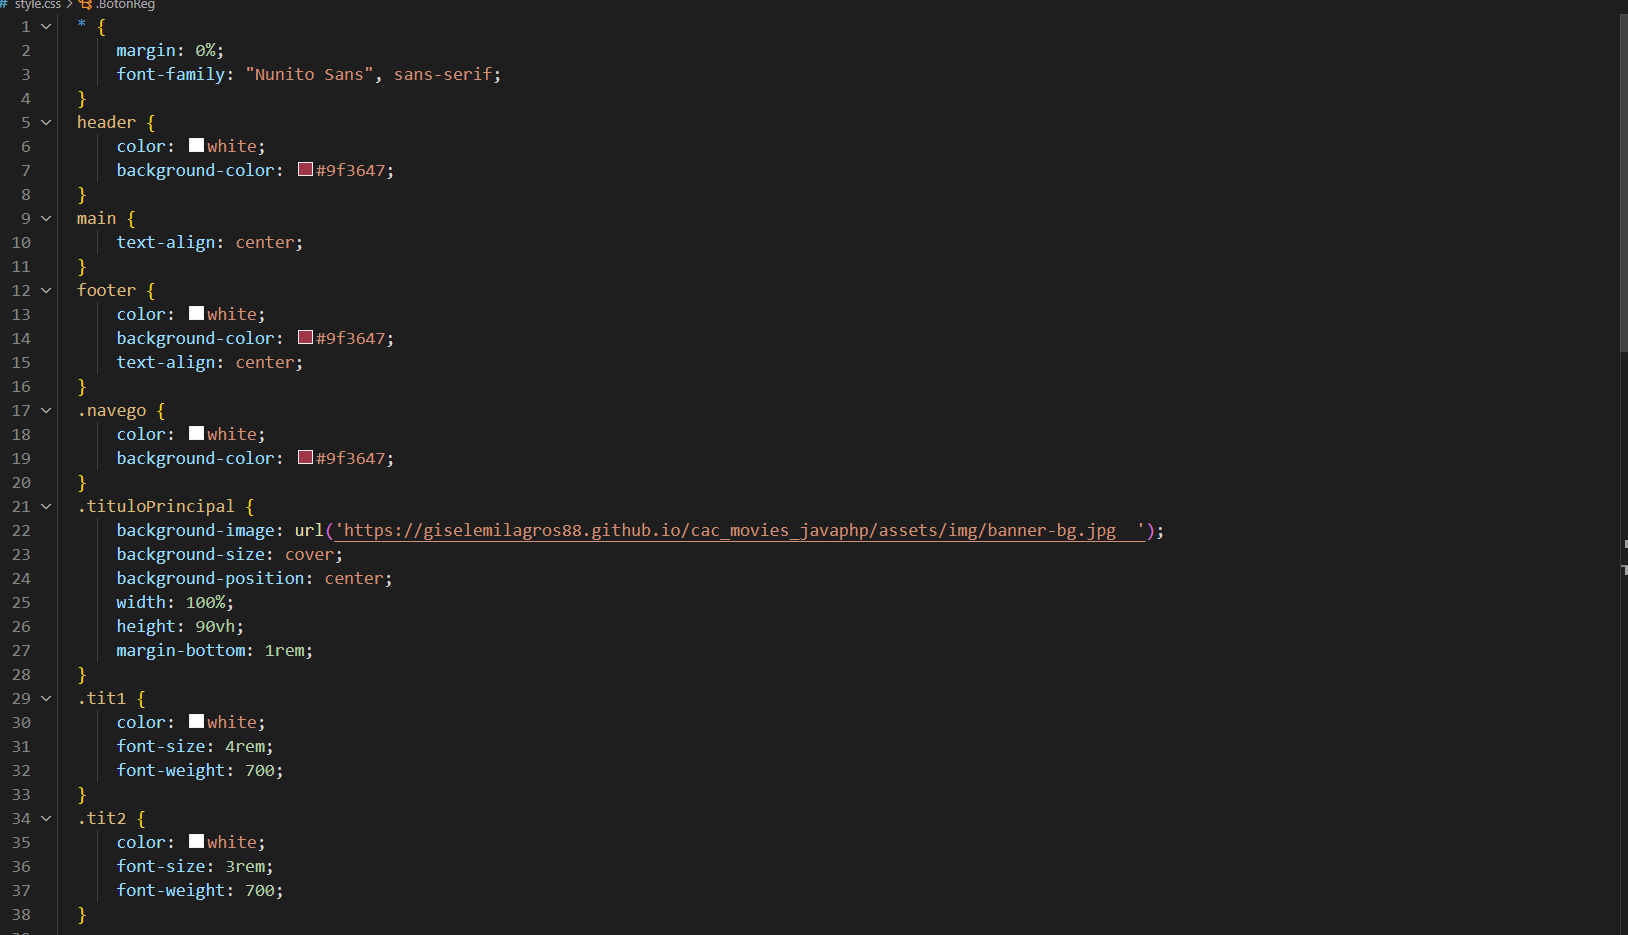 # style.css > .BotonReg
1 * {
2 margin: 0%;
3 font-family: "Nunito Sans", sans-serif;
4 }
5 header {
6 color: white;
7 background-color: #9f3647;
8 }
9 main {
10 text-align: center;
11 }
12 footer {
13 color: white;
14 background-color: #9f3647;
15 text-align: center;
16 }
17 .navego {
18 color: white;
19 background-color: #9f3647;
20 }
21 .tituloPrincipal {
22 background-image: url('https://giselemilagros88.github.io/cac_movies_javaphp/assets/img/banner-bg.jpg  ');
23 background-size: cover;
24 background-position: center;
25 width: 100%;
26 height: 90vh;
27 margin-bottom: 1rem;
28 }
29 .tit1 {
30 color: white;
31 font-size: 4rem;
32 font-weight: 700;
33 }
34 .tit2 {
35 color: white;
36 font-size: 3rem;
37 font-weight: 700;
38 }